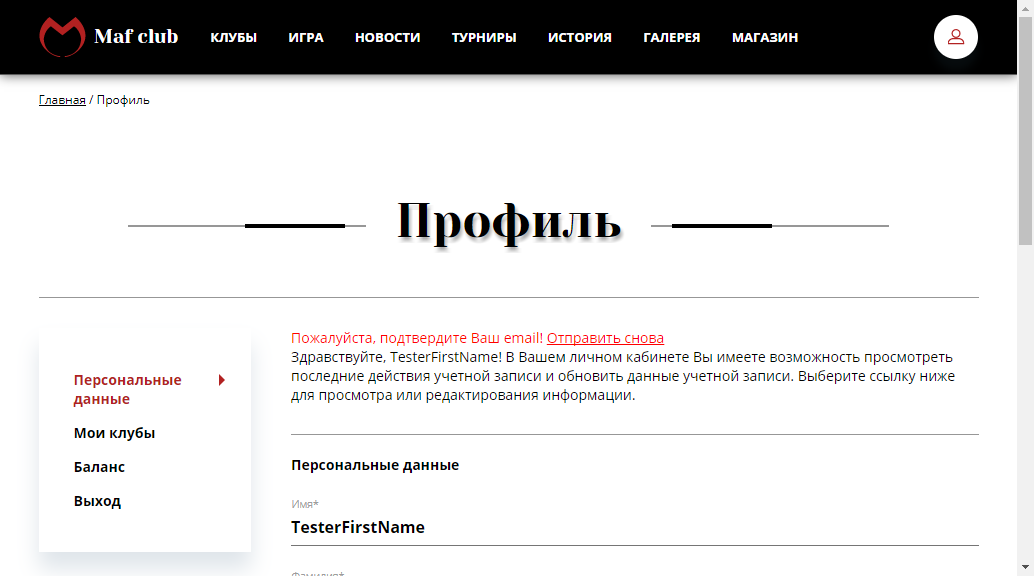 Maf club
КЛУБЫ
ИГРА
НОВОСТИ
ТУРНИРЫ
ИСТОРИЯ
ГАЛЕРЕЯ
МАГАЗИН
Главная / Профиль
Профиль
Персональные
данные
Мои клубы
Баланс
Выход
Пожалуйста, подтвердите Ваш email! Отправить снова
Здравствуйте, TesterFirstName! В Вашем личном кабинете Вы имеете возможность просмотреть
последние действия учетной записи и обновить данные учетной записи. Выберите ссылку ниже
для просмотра или редактирования информации.
Персональные данные
Имя*
TesterFirstName
Фамилия*